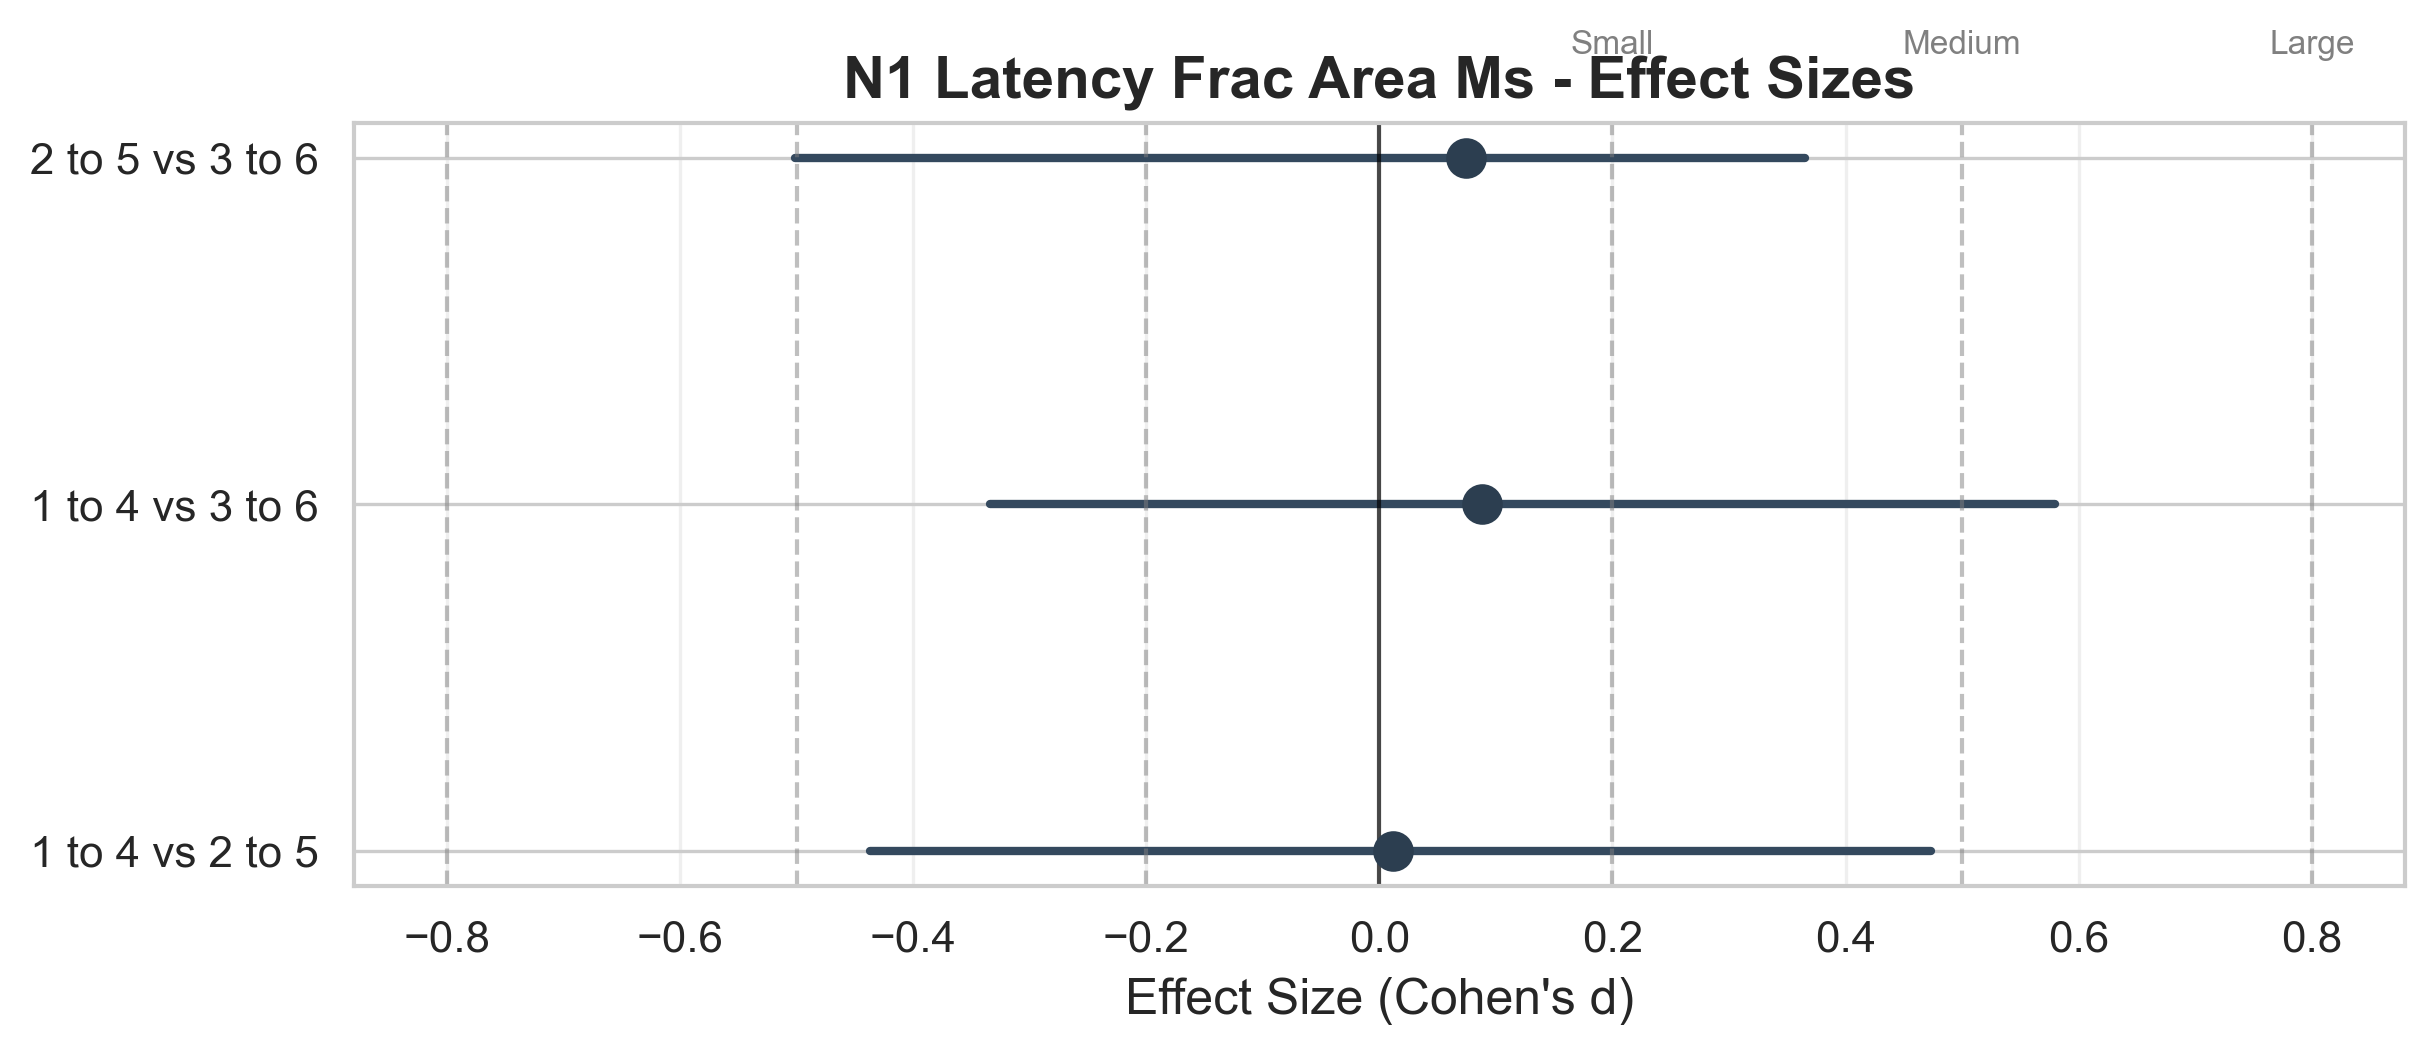 Small Medium Large
N1 Latency Frac Area Ms - Effect Sizes
2 to 5 vs 3 to 6
1 to 4 vs 3 to 6
1 to 4 vs 2 to 5
−0.8 −0.6 −0.4 −0.2 0.0 0.2 0.4 0.6 0.8
Effect Size (Cohen's d)